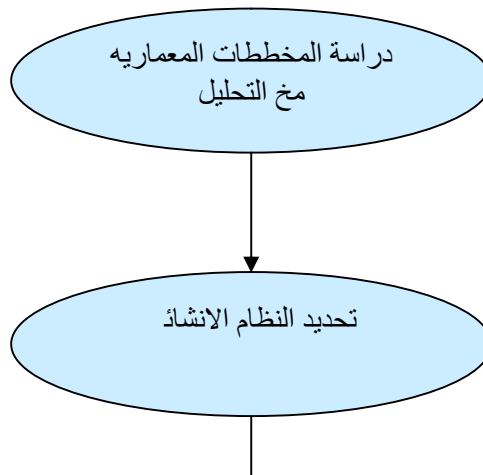 دراسة المخططات المعماريه
مخ التحليل
تحديد النظام الانشائ